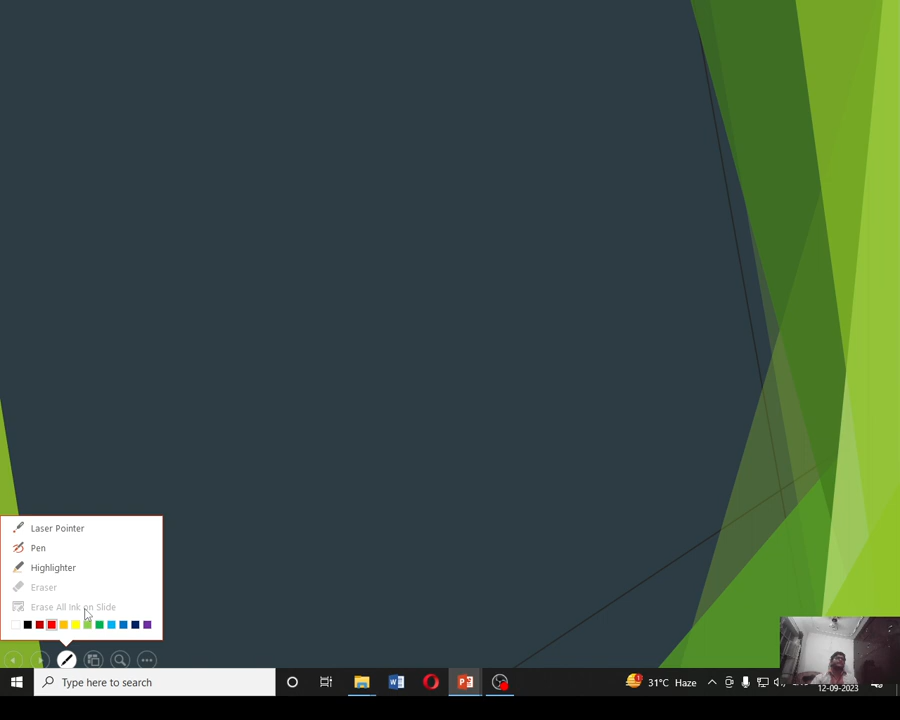 Laser Pointer
Pen
Highlighter
Eraser
Erase All Ink on Slide
Type here to search
31°C Haze
12-09-2023